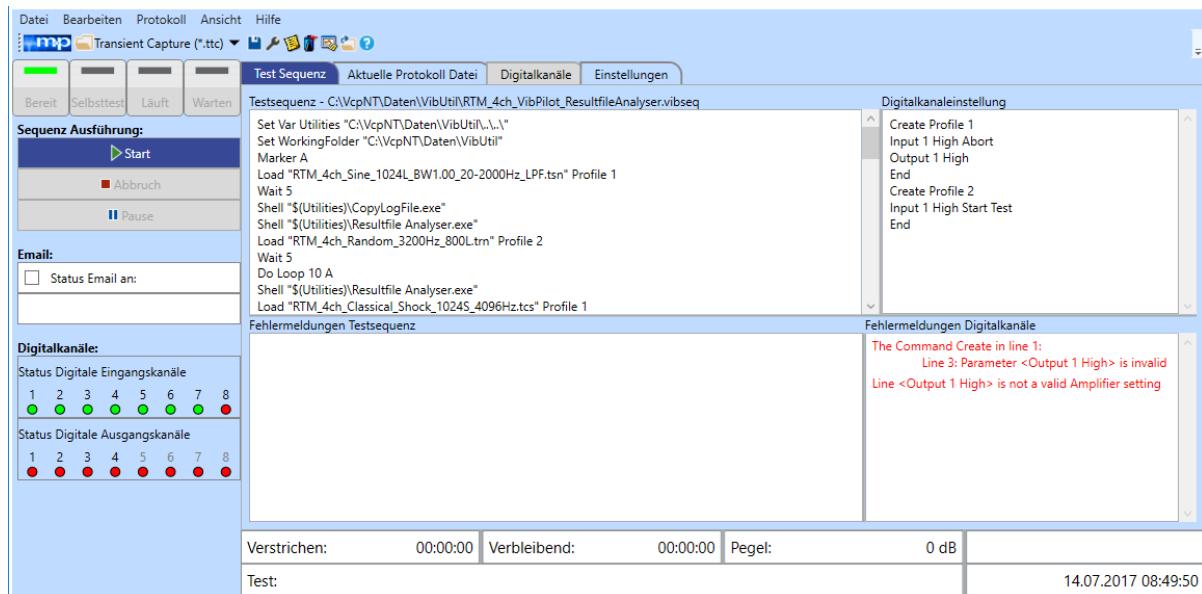 Datei Bearbeiten Protokoll Ansicht Hilfe
mp Transient Capture (*.ttc)
Bereit Selbsttest Läuft Warten
Sequenz Ausführung:
Start
Abbruch
Pause
Email:
Status Email an:
Digitalkanäle:
Status Digitale Eingangskanäle
1 2 3 4 5 6 7 8
Status Digitale Ausgangskanäle
1 2 3 4 5 6 7 8
Test Sequenz Aktuelle Protokoll Datei Digitalkanäle Einstellungen
Testsequenz - C:\VcpNT\Daten\VibUtil\RTM_4ch_VibPilot_ResultfileAnalyser.vibseq
Set Var Utilities "C:\VcpNT\Daten\VibUtil\..\..\"
Set WorkingFolder "C:\VcpNT\Daten\VibUtil"
Marker A
Load "RTM_4ch_Sine_1024L_BW1.00_20-2000Hz_LPF.tsn" Profile 1
Wait 5
Shell "$(Utilities)\CopyLogFile.exe"
Shell "$(Utilities)\Resultfile Analyser.exe"
Load "RTM_4ch_Random_3200Hz_800L.trn" Profile 2
Wait 5
Do Loop 10 A
Shell "$(Utilities)\Resultfile Analyser.exe"
Load "RTM_4ch_Classical_Shock_1024S_4096Hz.tcs" Profile 1
Digitalkanaleinstellung
Create Profile 1
Input 1 High Abort
Output 1 High
End
Create Profile 2
Input 1 High Start Test
End
Fehlermeldungen Testsequenz
Fehlermeldungen Digitalkanäle
The Command Create in line 1:
Line 3: Parameter <Output 1 High> is invalid
Line <Output 1 High> is not a valid Amplifier setting
Verstrichen: 00:00:00 Verbleibend: 00:00:00 Pegel: 0 dB
Test: 14.07.2017 08:49:50